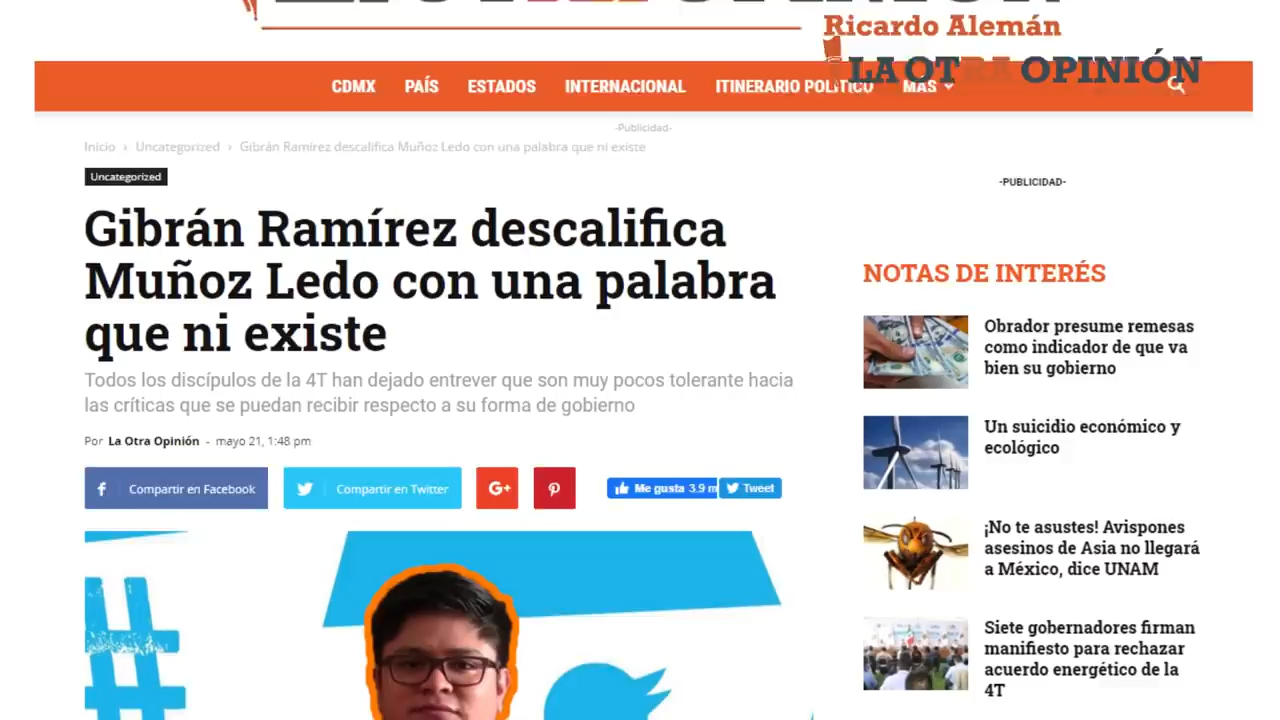 Ricardo Alemán
LA OTRA OPINIÓN
CDMX PAÍS ESTADOS INTERNACIONAL ITINERARIO POLÍTICO MÁS
-Publicidad-
Inicio › Uncategorized › Gibrán Ramírez descalifica Muñoz Ledo con una palabra que ni existe
Uncategorized
Gibrán Ramírez descalifica
Muñoz Ledo con una palabra
que ni existe
Todos los discípulos de la 4T han dejado entrever que son muy pocos tolerante hacia
las críticas que se puedan recibir respecto a su forma de gobierno
Por La Otra Opinión - mayo 21, 1:48 pm
Compartir en Facebook
Compartir en Twitter
G+
Me gusta 3.9 m
Tweet
#
-PUBLICIDAD-
NOTAS DE INTERÉS
Obrador presume remesas
como indicador de que va
bien su gobierno
Un suicidio económico y
ecológico
¡No te asustes! Avispones
asesinos de Asia no llegará
a México, dice UNAM
Siete gobernadores firman
manifiesto para rechazar
acuerdo energético de la
4T